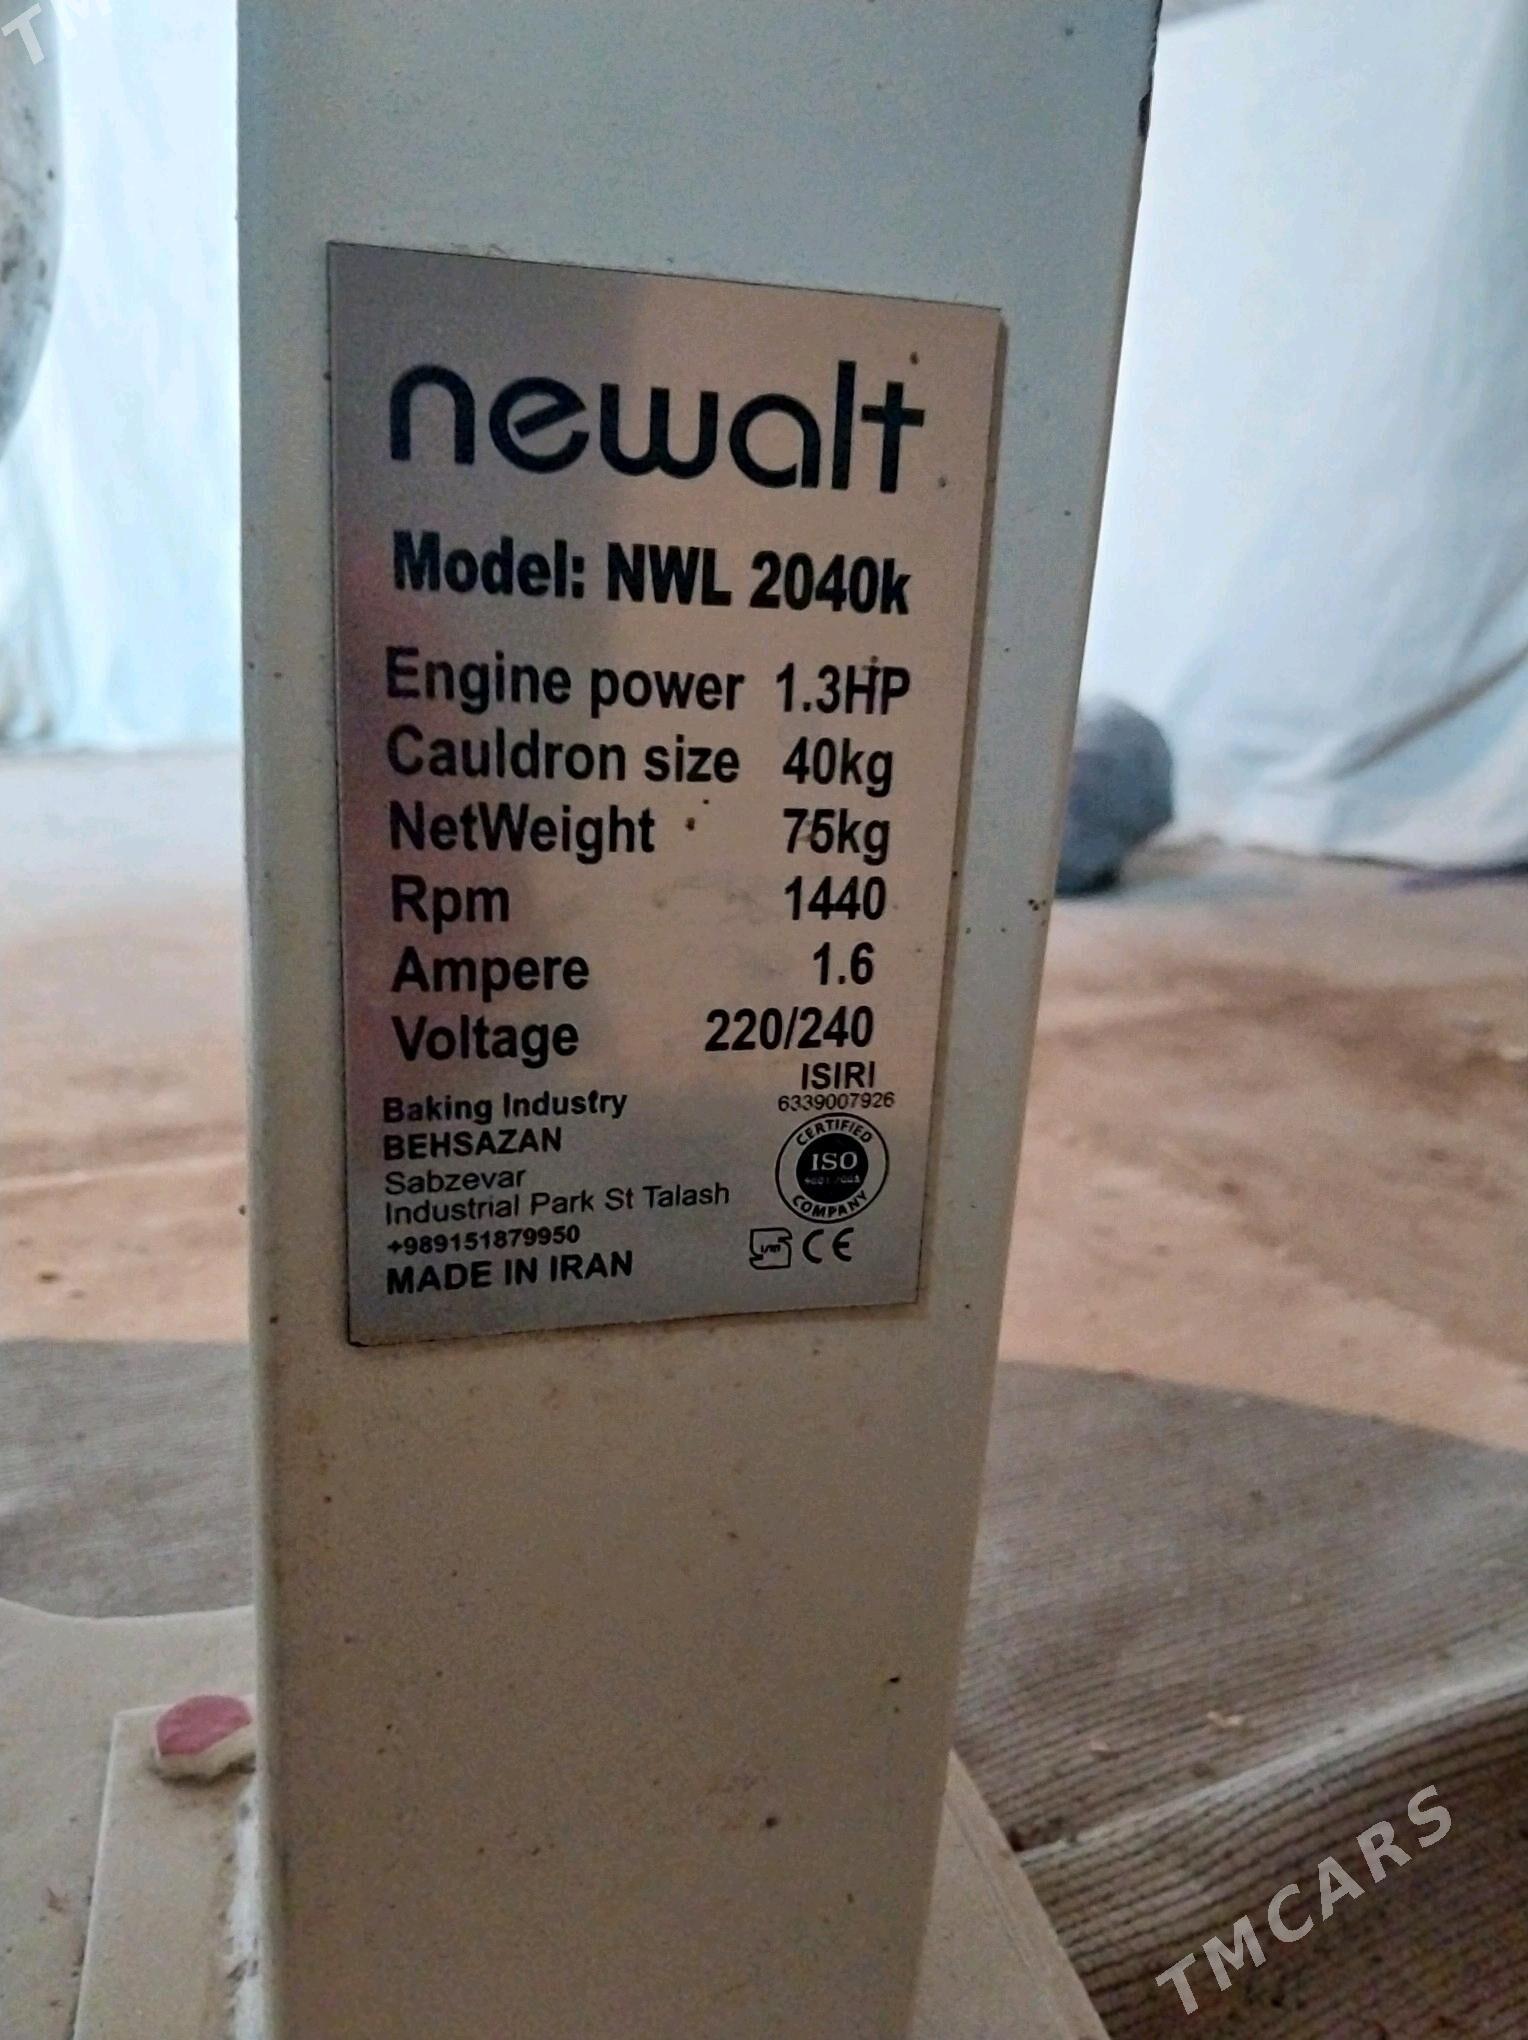 newalt
Model: NWL 2040k
Engine power 1.3HP
Cauldron size 40kg
NetWeight 75kg
Rpm 1440
Ampere 1.6
Voltage 220/240
ISIRI
6339007926
Baking Industry
BEHSAZAN
Sabzevar
Industrial Park St Talash
+989151879950
MADE IN IRAN
CERTIFIED
ISO
COMPANY
CE
TMCARS